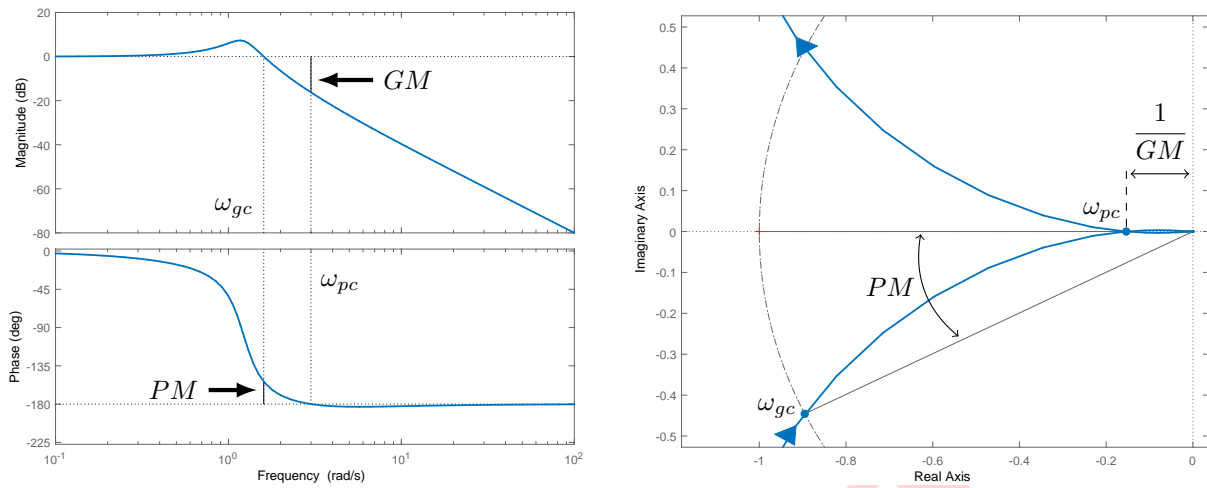 20
0
-20
-40
-60
-80
Magnitude (dB)
GM
ω_gc
0
-45
-90
-135
-180
-225
Phase (deg)
ω_pc
PM
10^-1
10^0
10^1
10^2
Frequency (rad/s)
0.5
0.4
0.3
0.2
0.1
0
-0.1
-0.2
-0.3
-0.4
-0.5
Imaginary Axis
1
GM
ω_pc
PM
ω_gc
-1
-0.8
-0.6
-0.4
-0.2
0
Real Axis